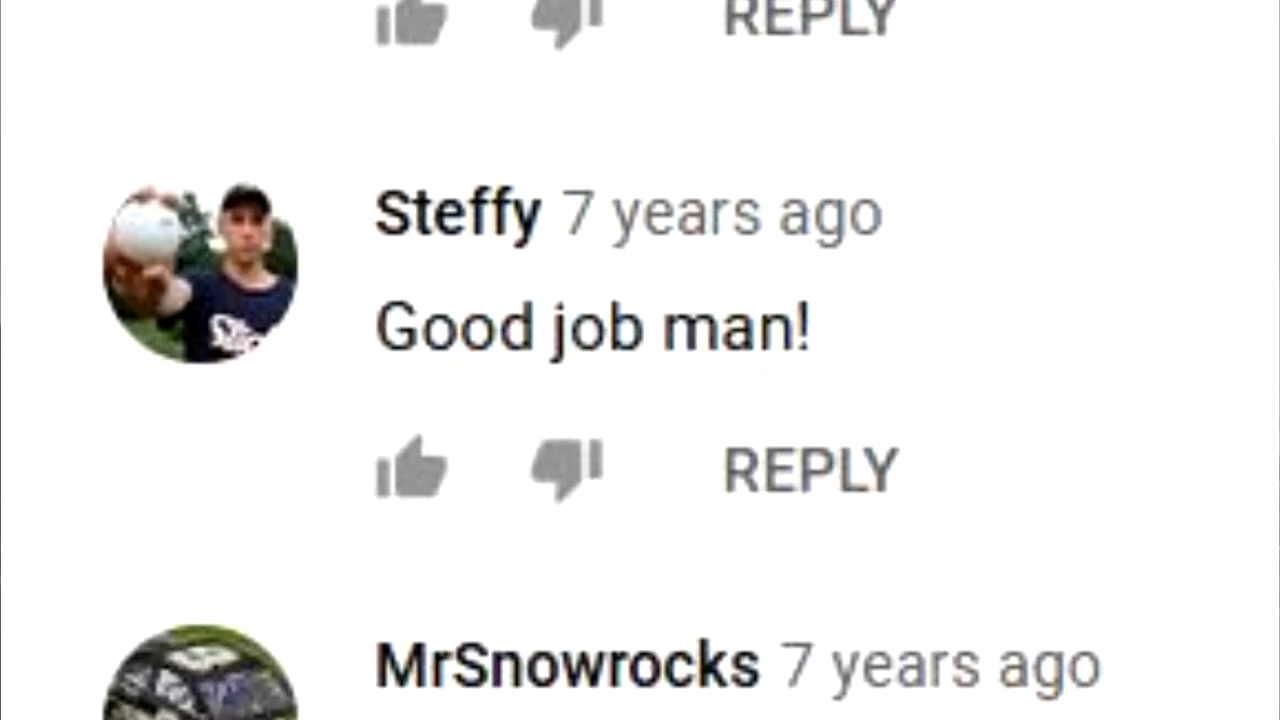 REPLY
Steffy 7 years ago
Good job man!
REPLY
MrSnowrocks 7 years ago